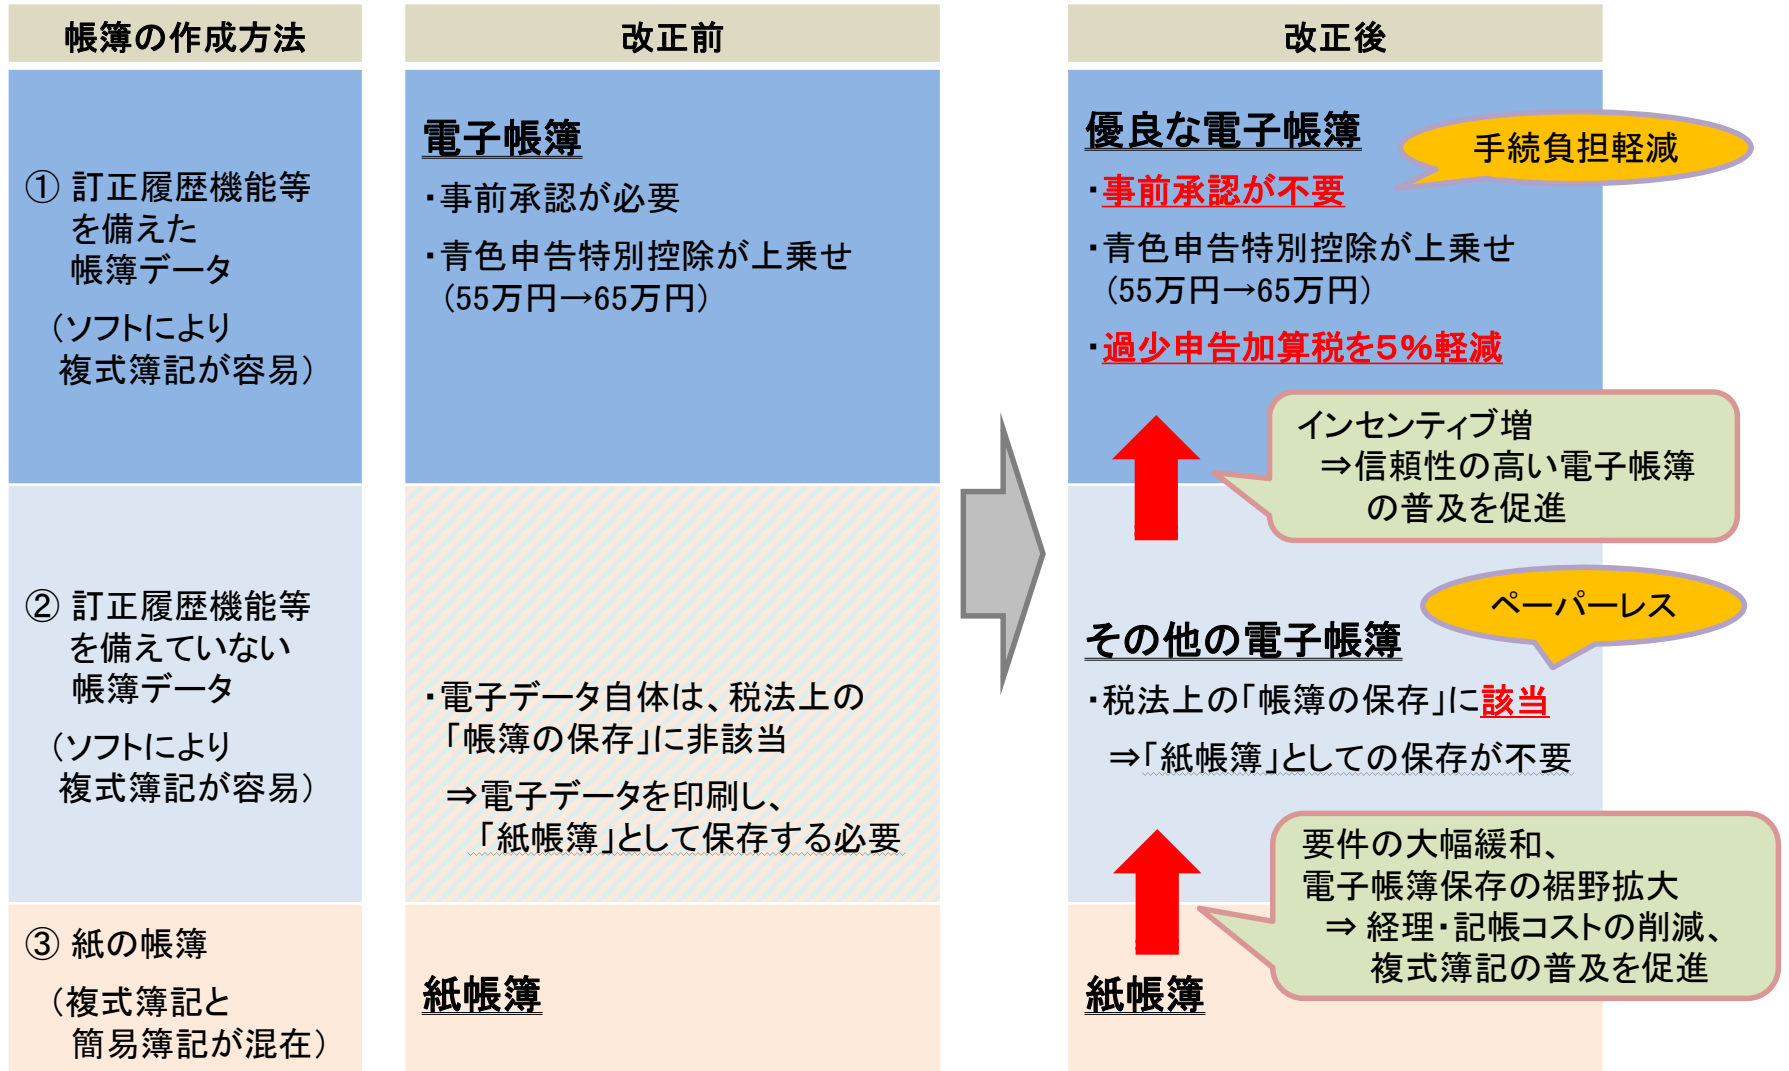 帳簿の作成方法
改正前
改正後
① 訂正履歴機能等
を備えた
帳簿データ
（ソフトにより
複式簿記が容易）
電子帳簿
・事前承認が必要
・青色申告特別控除が上乗せ
（55万円→65万円）
優良な電子帳簿
手続負担軽減
・事前承認が不要
・青色申告特別控除が上乗せ
（55万円→65万円）
・過少申告加算税を５％軽減
インセンティブ増
⇒信頼性の高い電子帳簿
の普及を促進
② 訂正履歴機能等
を備えていない
帳簿データ
（ソフトにより
複式簿記が容易）
・電子データ自体は、税法上の
「帳簿の保存」に非該当
⇒電子データを印刷し、
「紙帳簿」として保存する必要
ペーパーレス
その他の電子帳簿
・税法上の「帳簿の保存」に該当
⇒「紙帳簿」としての保存が不要
要件の大幅緩和、
電子帳簿保存の裾野拡大
⇒ 経理・記帳コストの削減、
複式簿記の普及を促進
③ 紙の帳簿
（複式簿記と
簡易簿記が混在）
紙帳簿
紙帳簿